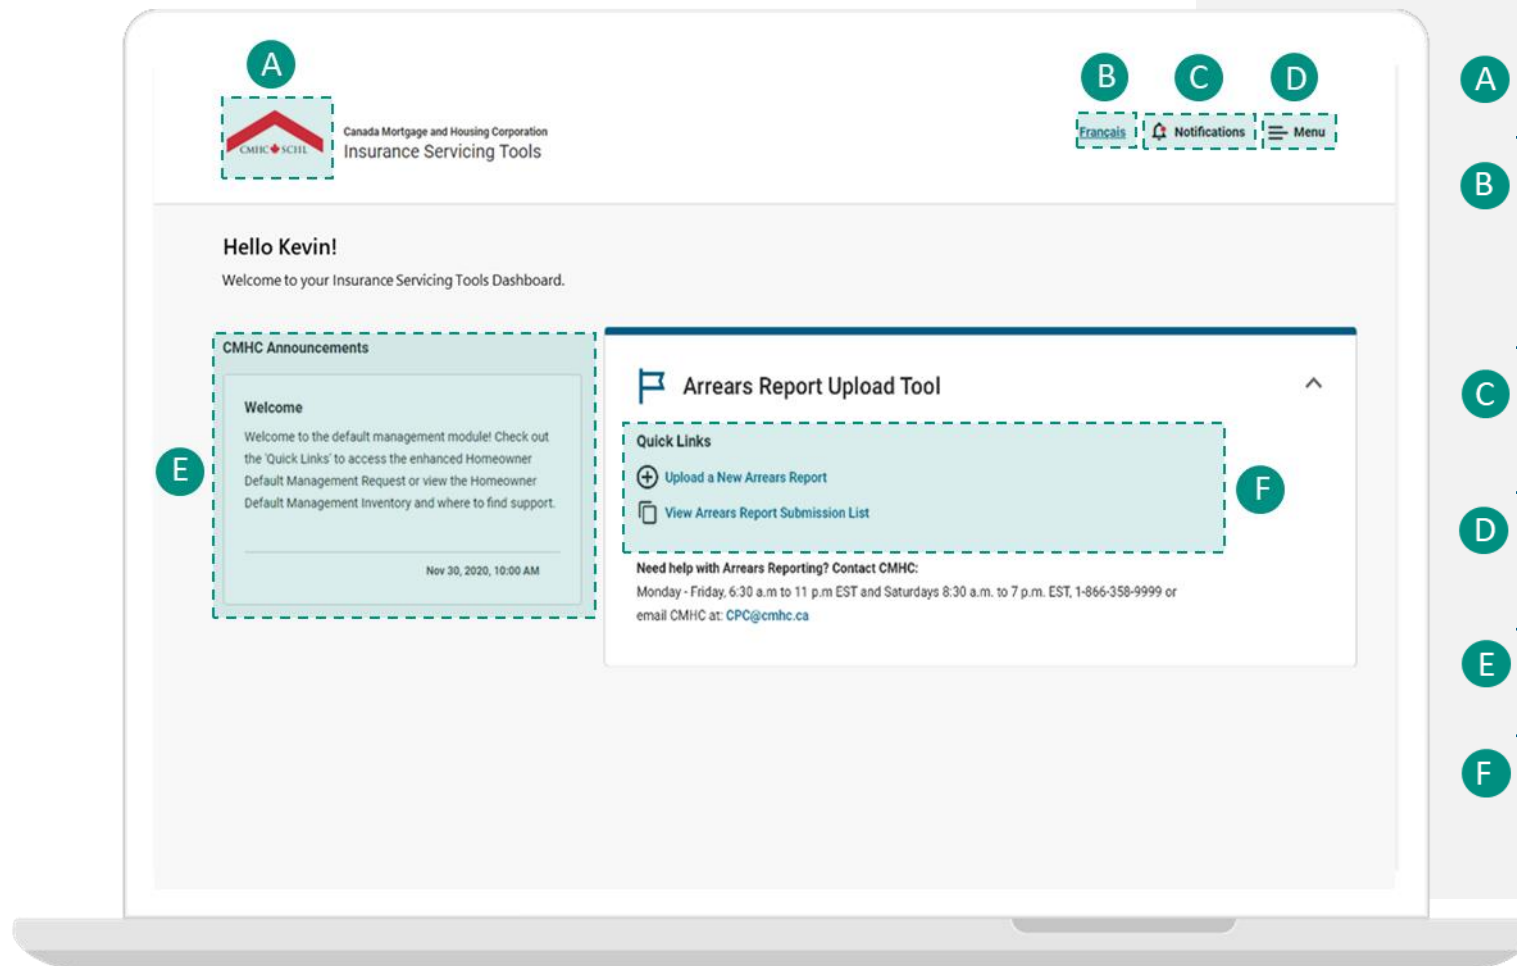 A
B
C
D
CMHC SCHL
Canada Mortgage and Housing Corporation
Insurance Servicing Tools
Français
Notifications
Menu
Hello Kevin!
Welcome to your Insurance Servicing Tools Dashboard.
E
CMHC Announcements
Welcome
Welcome to the default management module! Check out
the 'Quick Links' to access the enhanced Homeowner
Default Management Request or view the Homeowner
Default Management Inventory and where to find support.
Nov 30, 2020, 10:00 AM
Arrears Report Upload Tool
Quick Links
Upload a New Arrears Report
View Arrears Report Submission List
F
Need help with Arrears Reporting? Contact CMHC:
Monday - Friday, 6:30 a.m to 11 p.m EST and Saturdays 8:30 a.m. to 7 p.m. EST, 1-866-358-9999 or
email CMHC at: CPC@cmhc.ca
A
B
C
D
E
F